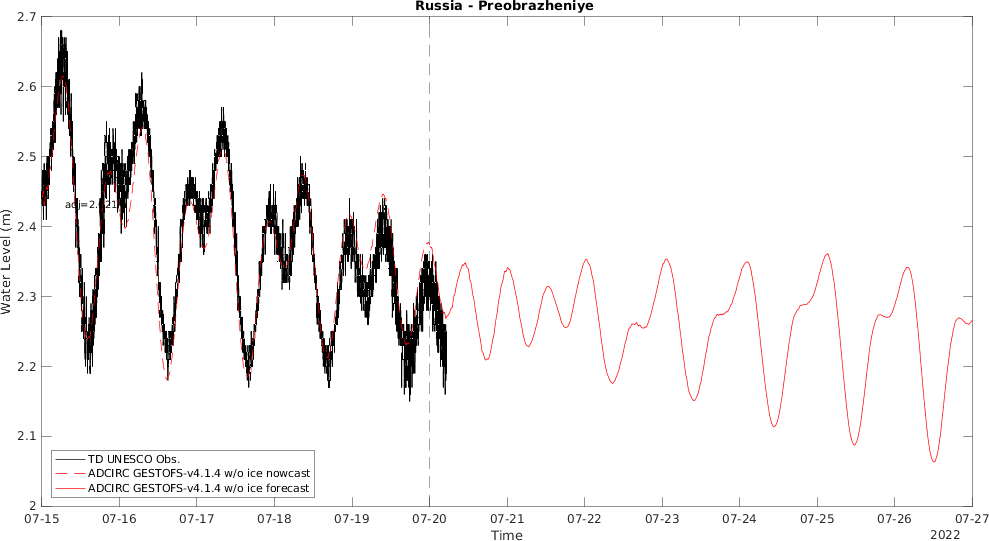 Russia - Preobrazheniye
2.7
2.6
2.5
2.4
2.3
2.2
2.1
2
Water Level (m)
TD UNESCO Obs.
ADCIRC GESTOFS-v4.1.4 w/o ice nowcast
ADCIRC GESTOFS-v4.1.4 w/o ice forecast
07-15 07-16 07-17 07-18 07-19 07-20 07-21 07-22 07-23 07-24 07-25 07-26 07-27
Time
2022